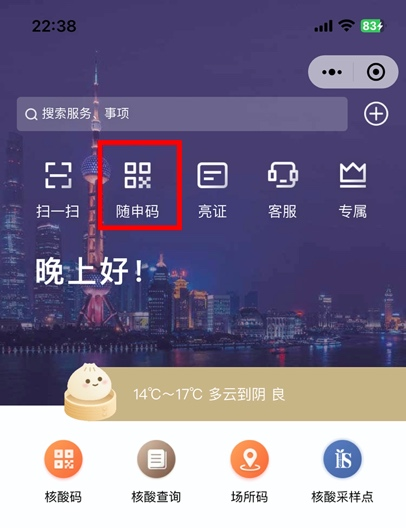 22:38
83
搜索服务、事项
扫一扫
随申码
亮证
客服
专属
晚上好！
14℃～17℃ 多云到阴 良
核酸码
核酸查询
场所码
核酸采样点